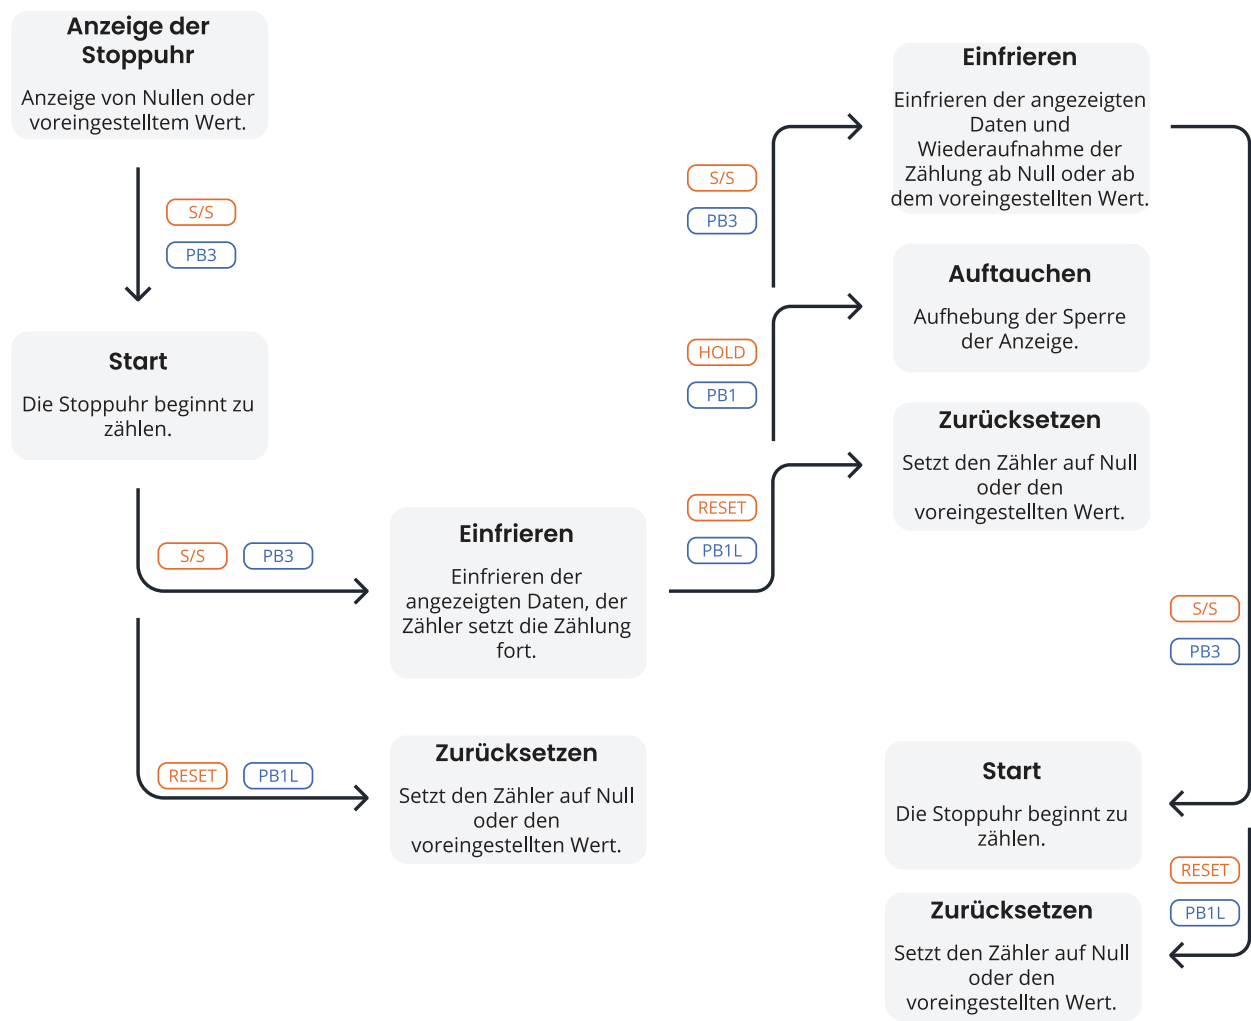 Anzeige der
Stoppuhr
Anzeige von Nullen oder
voreingestelltem Wert.
S/S
PB3
Start
Die Stoppuhr beginnt zu
zählen.
S/S PB3
Einfrieren
Einfrieren der
angezeigten Daten, der
Zähler setzt die Zählung
fort.
RESET PB1L
Zurücksetzen
Setzt den Zähler auf Null
oder den
voreingestellten Wert.
S/S
PB3
Einfrieren
Einfrieren der angezeigten
Daten und
Wiederaufnahme der
Zählung ab Null oder ab
dem voreingestellten Wert.
HOLD
PB1
Auftauchen
Aufhebung der Sperre
der Anzeige.
RESET
PB1L
Zurücksetzen
Setzt den Zähler auf Null
oder den
voreingestellten Wert.
S/S
PB3
Start
Die Stoppuhr beginnt zu
zählen.
RESET
PB1L
Zurücksetzen
Setzt den Zähler auf Null
oder den
voreingestellten Wert.